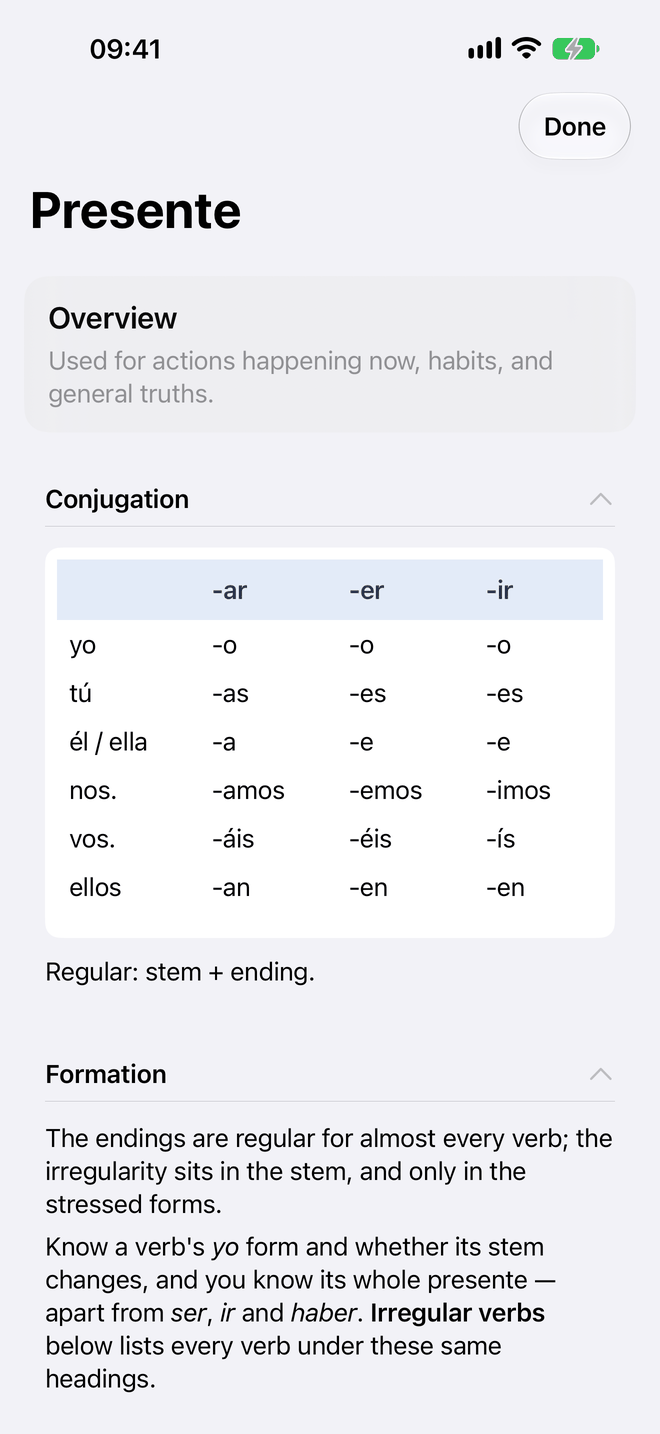 09:41
Done
Presente
Overview
Used for actions happening now, habits, and
general truths.
Conjugation
-ar -er -ir
yo -o -o -o
tú -as -es -es
él / ella -a -e -e
nos. -amos -emos -imos
vos. -áis -éis -ís
ellos -an -en -en
Regular: stem + ending.
Formation
The endings are regular for almost every verb; the
irregularity sits in the stem, and only in the
stressed forms.
Know a verb's yo form and whether its stem
changes, and you know its whole presente —
apart from ser, ir and haber. Irregular verbs
below lists every verb under these same
headings.